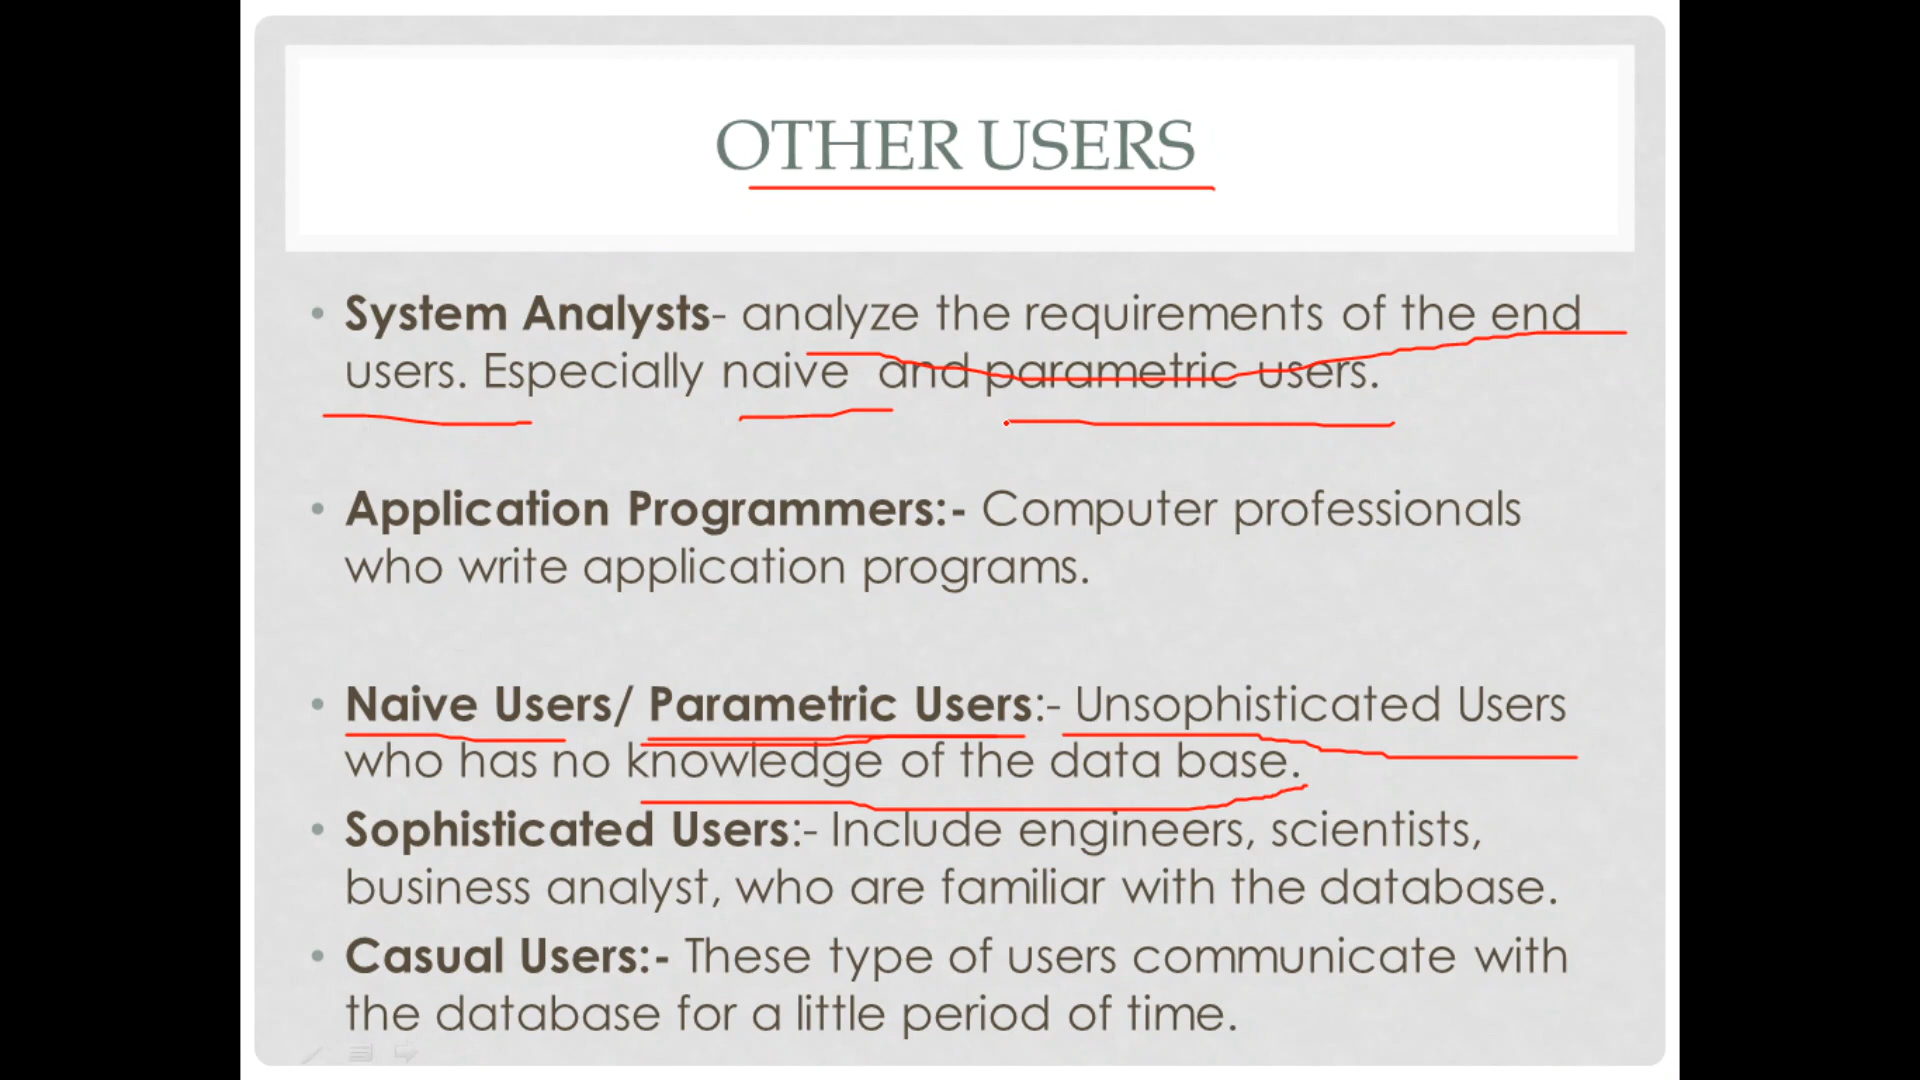 OTHER USERS
• System Analysts- analyze the requirements of the end
users. Especially naive and parametric users.
• Application Programmers:- Computer professionals
who write application programs.
• Naive Users/ Parametric Users:- Unsophisticated Users
who has no knowledge of the data base.
• Sophisticated Users:- Include engineers, scientists,
business analyst, who are familiar with the database.
• Casual Users:- These type of users communicate with
the database for a little period of time.